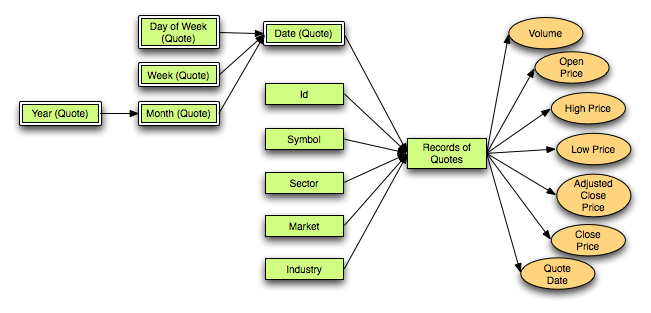 Day of Week
(Quote)
Date (Quote)
Week (Quote)
Year (Quote)
Month (Quote)
Id
Symbol
Sector
Market
Industry
Records of
Quotes
Volume
Open
Price
High Price
Low Price
Adjusted
Close
Price
Close
Price
Quote
Date